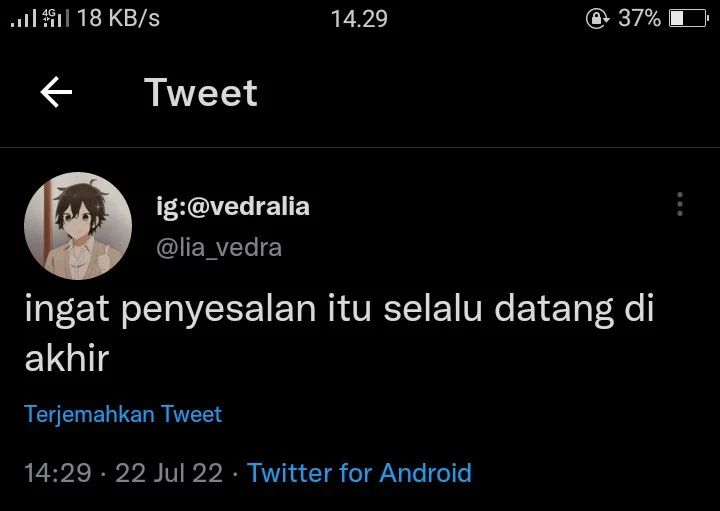 4G 18 KB/s 14.29 37%
Tweet
ig:@vedralia
@lia_vedra
ingat penyesalan itu selalu datang di
akhir
Terjemahkan Tweet
14:29 · 22 Jul 22 · Twitter for Android